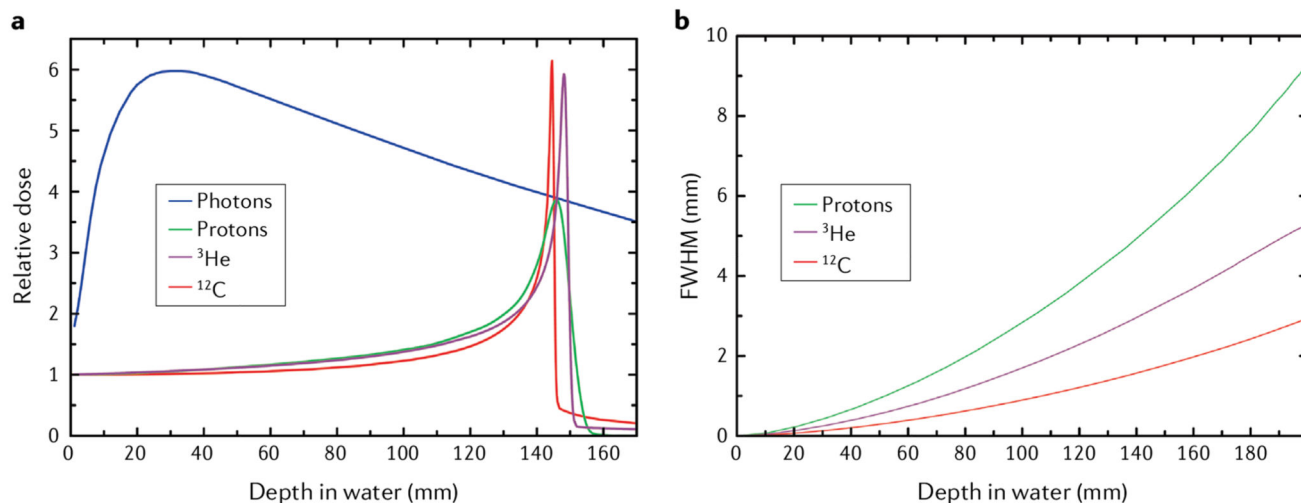 a
6
5
4
3
2
1
0
Relative dose
Photons
Protons
³He
¹²C
0 20 40 60 80 100 120 140 160
Depth in water (mm)
b
10
8
6
4
2
0
FWHM (mm)
Protons
³He
¹²C
0 20 40 60 80 100 120 140 160 180
Depth in water (mm)